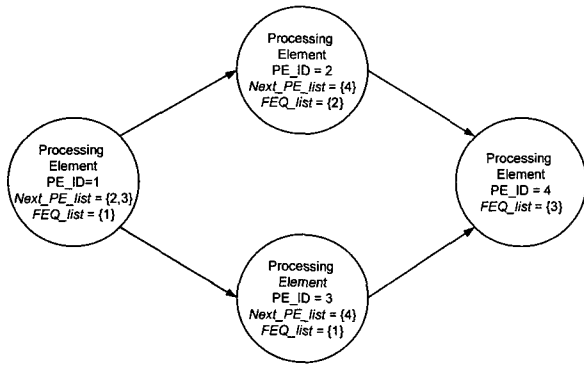 Processing
Element
PE_ID = 2
Next_PE_list = {4}
FEQ_list = {2}
Processing
Element
PE_ID=1
Next_PE_list = {2,3}
FEQ_list = {1}
Processing
Element
PE_ID = 4
FEQ_list = {3}
Processing
Element
PE_ID = 3
Next_PE_list = {4}
FEQ_list = {1}